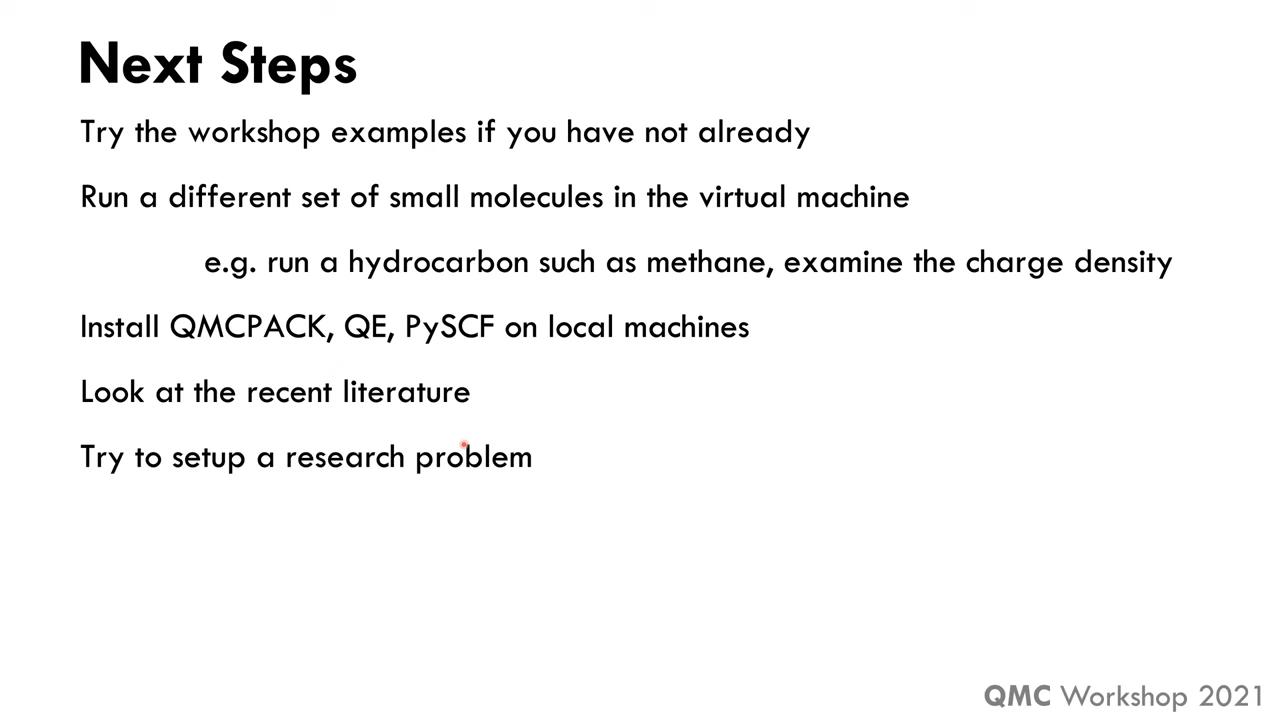 Next Steps
Try the workshop examples if you have not already
Run a different set of small molecules in the virtual machine
e.g. run a hydrocarbon such as methane, examine the charge density
Install QMCPACK, QE, PySCF on local machines
Look at the recent literature
Try to setup a research problem
QMC Workshop 2021